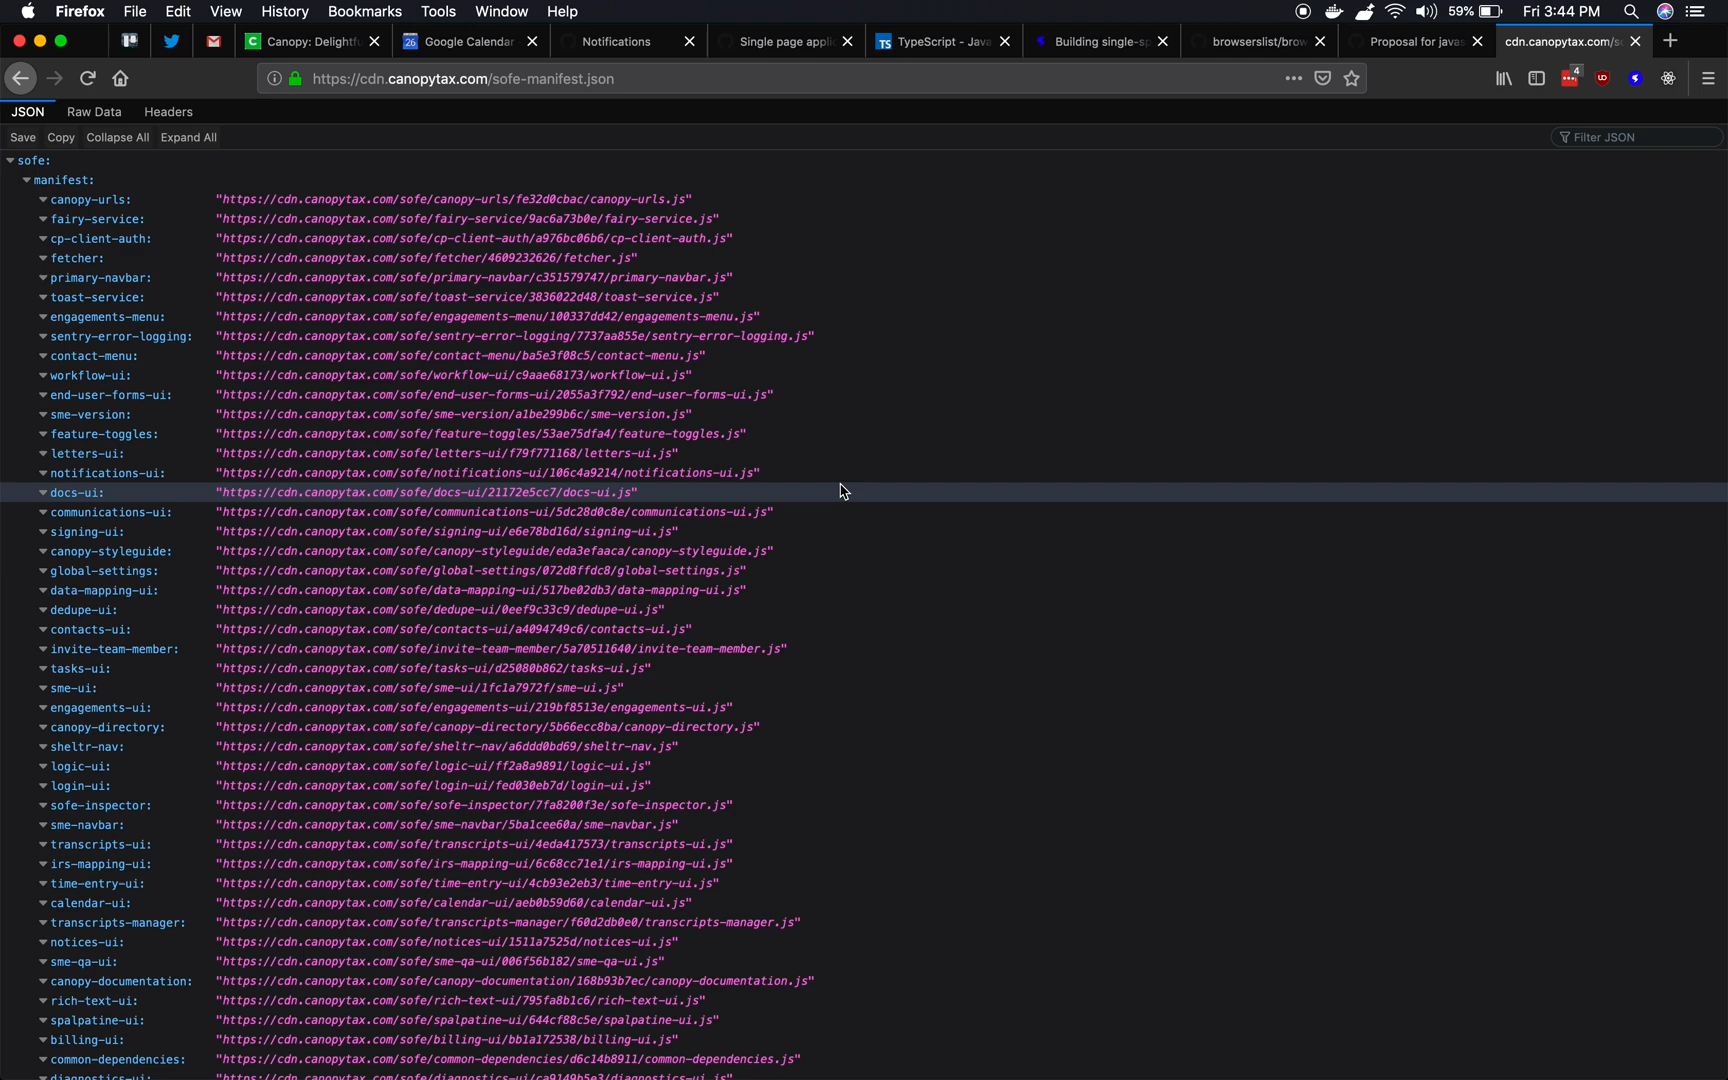 Firefox File Edit View History Bookmarks Tools Window Help 59% Fri 3:44 PM
Canopy: Delightfu Google Calendar Notifications Single page appli TypeScript - Java Building single-sp browserslist/brow Proposal for javas cdn.canopytax.com/so
https://cdn.canopytax.com/sofe-manifest.json 4
JSON Raw Data Headers
Save Copy Collapse All Expand All Filter JSON
sofe:
manifest:
canopy-urls: "https://cdn.canopytax.com/sofe/canopy-urls/fe32d0cbac/canopy-urls.js"
fairy-service: "https://cdn.canopytax.com/sofe/fairy-service/9ac6a73b0e/fairy-service.js"
cp-client-auth: "https://cdn.canopytax.com/sofe/cp-client-auth/a976bc06b6/cp-client-auth.js"
fetcher: "https://cdn.canopytax.com/sofe/fetcher/4609232626/fetcher.js"
primary-navbar: "https://cdn.canopytax.com/sofe/primary-navbar/c351579747/primary-navbar.js"
toast-service: "https://cdn.canopytax.com/sofe/toast-service/3836022d48/toast-service.js"
engagements-menu: "https://cdn.canopytax.com/sofe/engagements-menu/100337dd42/engagements-menu.js"
sentry-error-logging: "https://cdn.canopytax.com/sofe/sentry-error-logging/7737aa855e/sentry-error-logging.js"
contact-menu: "https://cdn.canopytax.com/sofe/contact-menu/ba5e3f08c5/contact-menu.js"
workflow-ui: "https://cdn.canopytax.com/sofe/workflow-ui/c9aae68173/workflow-ui.js"
end-user-forms-ui: "https://cdn.canopytax.com/sofe/end-user-forms-ui/2055a3f792/end-user-forms-ui.js"
sme-version: "https://cdn.canopytax.com/sofe/sme-version/a1be299b6c/sme-version.js"
feature-toggles: "https://cdn.canopytax.com/sofe/feature-toggles/53ae75dfa4/feature-toggles.js"
letters-ui: "https://cdn.canopytax.com/sofe/letters-ui/f79f771168/letters-ui.js"
notifications-ui: "https://cdn.canopytax.com/sofe/notifications-ui/106c4a9214/notifications-ui.js"
docs-ui: "https://cdn.canopytax.com/sofe/docs-ui/21172e5cc7/docs-ui.js"
communications-ui: "https://cdn.canopytax.com/sofe/communications-ui/5dc28d0c8e/communications-ui.js"
signing-ui: "https://cdn.canopytax.com/sofe/signing-ui/e6e78bd16d/signing-ui.js"
canopy-styleguide: "https://cdn.canopytax.com/sofe/canopy-styleguide/eda3efaaca/canopy-styleguide.js"
global-settings: "https://cdn.canopytax.com/sofe/global-settings/072d8ffdc8/global-settings.js"
data-mapping-ui: "https://cdn.canopytax.com/sofe/data-mapping-ui/517be02db3/data-mapping-ui.js"
dedupe-ui: "https://cdn.canopytax.com/sofe/dedupe-ui/0eef9c33c9/dedupe-ui.js"
contacts-ui: "https://cdn.canopytax.com/sofe/contacts-ui/a4094749c6/contacts-ui.js"
invite-team-member: "https://cdn.canopytax.com/sofe/invite-team-member/5a70511640/invite-team-member.js"
tasks-ui: "https://cdn.canopytax.com/sofe/tasks-ui/d25080b862/tasks-ui.js"
sme-ui: "https://cdn.canopytax.com/sofe/sme-ui/1fc1a7972f/sme-ui.js"
engagements-ui: "https://cdn.canopytax.com/sofe/engagements-ui/219bf8513e/engagements-ui.js"
canopy-directory: "https://cdn.canopytax.com/sofe/canopy-directory/5b66ecc8ba/canopy-directory.js"
sheltr-nav: "https://cdn.canopytax.com/sofe/sheltr-nav/a6ddd0bd69/sheltr-nav.js"
logic-ui: "https://cdn.canopytax.com/sofe/logic-ui/ff2a8a9891/logic-ui.js"
login-ui: "https://cdn.canopytax.com/sofe/login-ui/fed030eb7d/login-ui.js"
sofe-inspector: "https://cdn.canopytax.com/sofe/sofe-inspector/7fa8200f3e/sofe-inspector.js"
sme-navbar: "https://cdn.canopytax.com/sofe/sme-navbar/5ba1cee60a/sme-navbar.js"
transcripts-ui: "https://cdn.canopytax.com/sofe/transcripts-ui/4eda417573/transcripts-ui.js"
irs-mapping-ui: "https://cdn.canopytax.com/sofe/irs-mapping-ui/6c68cc71e1/irs-mapping-ui.js"
time-entry-ui: "https://cdn.canopytax.com/sofe/time-entry-ui/4cb93e2eb3/time-entry-ui.js"
calendar-ui: "https://cdn.canopytax.com/sofe/calendar-ui/aeb0b59d60/calendar-ui.js"
transcripts-manager: "https://cdn.canopytax.com/sofe/transcripts-manager/f60d2db0e0/transcripts-manager.js"
notices-ui: "https://cdn.canopytax.com/sofe/notices-ui/1511a7525d/notices-ui.js"
sme-qa-ui: "https://cdn.canopytax.com/sofe/sme-qa-ui/006f56b182/sme-qa-ui.js"
canopy-documentation: "https://cdn.canopytax.com/sofe/canopy-documentation/168b93b7ec/canopy-documentation.js"
rich-text-ui: "https://cdn.canopytax.com/sofe/rich-text-ui/795fa8b1c6/rich-text-ui.js"
spalpatine-ui: "https://cdn.canopytax.com/sofe/spalpatine-ui/644cf88c5e/spalpatine-ui.js"
billing-ui: "https://cdn.canopytax.com/sofe/billing-ui/bb1a172538/billing-ui.js"
common-dependencies: "https://cdn.canopytax.com/sofe/common-dependencies/d6c14b8911/common-dependencies.js"
diagnostics-ui: "https://cdn.canopytax.com/sofe/diagnostics-ui/ca9149b5e3/diagnostics-ui.js"